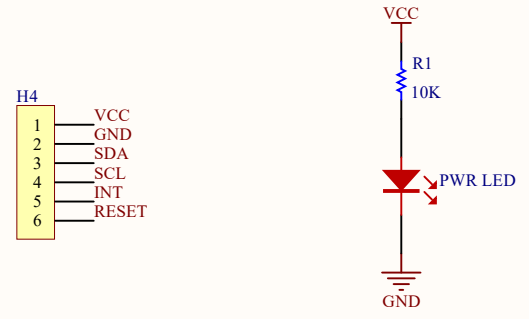 H4
1 VCC
2 GND
3 SDA
4 SCL
5 INT
6 RESET
VCC
R1
10K
PWR LED
GND